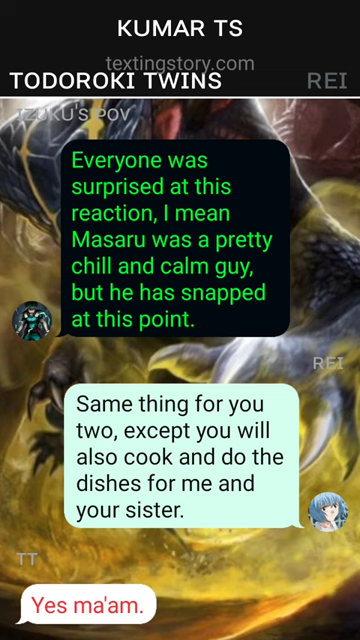 KUMAR TS
textingstory.com
TODOROKI TWINS
REI
IZUKU'S POV
Everyone was
surprised at this
reaction, I mean
Masaru was a pretty
chill and calm guy,
but he has snapped
at this point.
REI
Same thing for you
two, except you will
also cook and do the
dishes for me and
your sister.
TT
Yes ma'am.